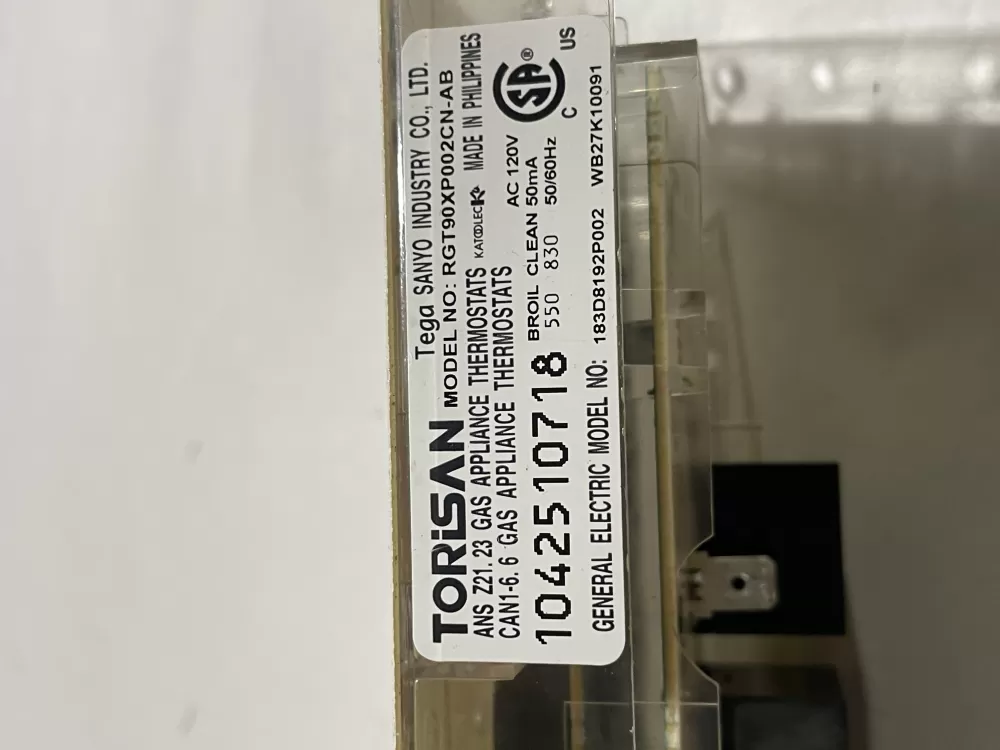 Tega SANYO INDUSTRY CO., LTD.
TORiSAN MODEL NO: RGT90XP002CN-AB
ANS Z21.23 GAS APPLIANCE THERMOSTATS KATOLEC K MADE IN PHILIPPINES
CAN1-6.6 GAS APPLIANCE THERMOSTATS
AC 120V
1042510718 BROIL CLEAN 50mA
550 830 50/60Hz
SA ®
C US
GENERAL ELECTRIC MODEL NO: 183D8192P002 WB27K10091